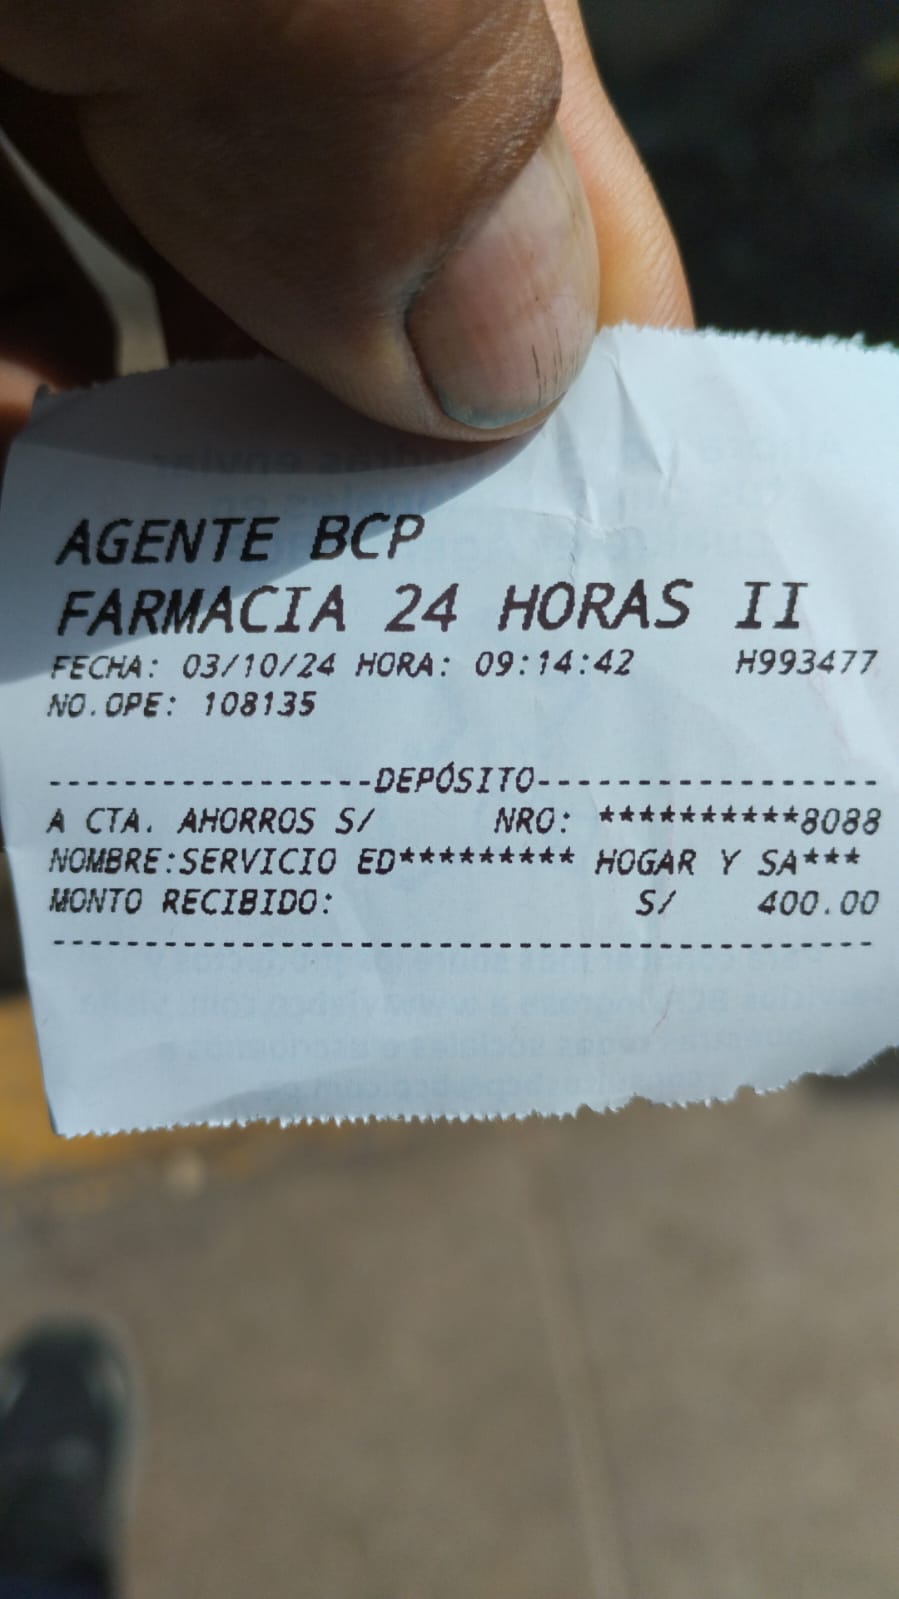 AGENTE BCP
FARMACIA 24 HORAS II
FECHA: 03/10/24 HORA: 09:14:42 H993477
NO.OPE: 108135
-----------------DEPÓSITO------------------
A CTA. AHORROS S/ NRO: **********8088
NOMBRE:SERVICIO ED********* HOGAR Y SA***
MONTO RECIBIDO: S/ 400.00
--------------------------------------------